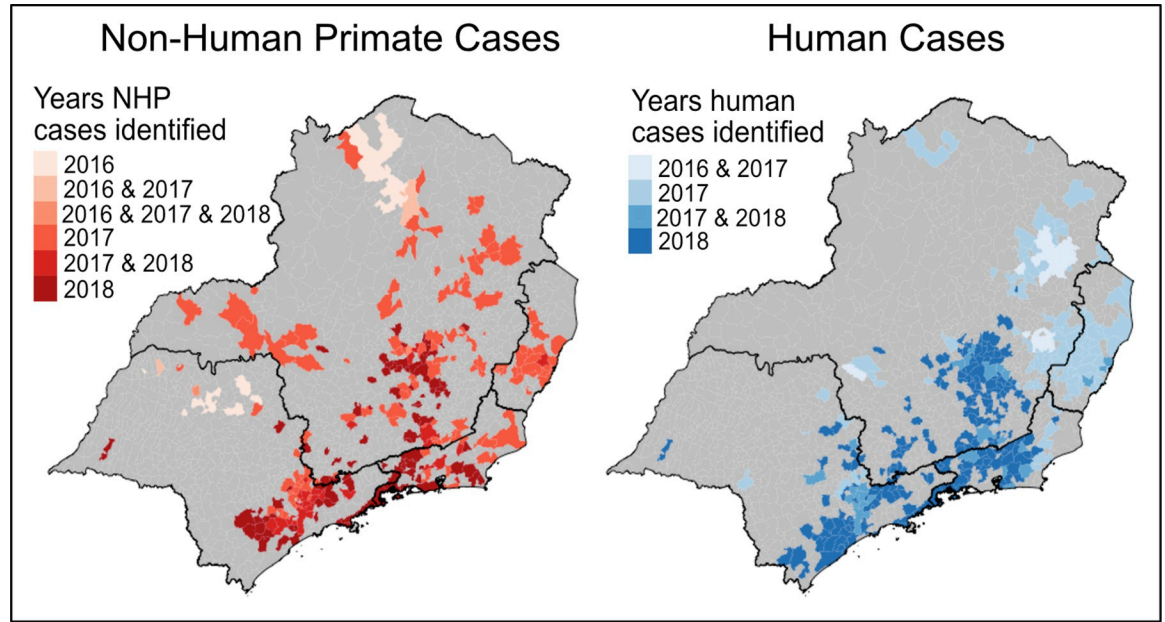 Non-Human Primate Cases
Years NHP
cases identified
2016
2016 & 2017
2016 & 2017 & 2018
2017
2017 & 2018
2018
Human Cases
Years human
cases identified
2016 & 2017
2017
2017 & 2018
2018